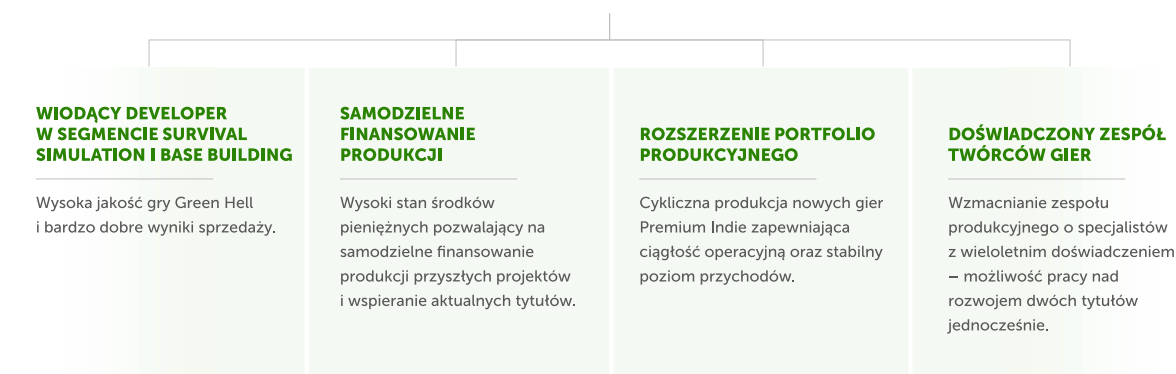 WIODĄCY DEVELOPER
W SEGMENCIE SURVIVAL
SIMULATION I BASE BUILDING
Wysoka jakość gry Green Hell
i bardzo dobre wyniki sprzedaży.
SAMODZIELNE
FINANSOWANIE
PRODUKCJI
Wysoki stan środków
pieniężnych pozwalający na
samodzielne finansowanie
produkcji przyszłych projektów
i wspieranie aktualnych tytułów.
ROZSZERZENIE PORTFOLIO
PRODUKCYJNEGO
Cykliczna produkcja nowych gier
Premium Indie zapewniająca
ciągłość operacyjną oraz stabilny
poziom przychodów.
DOŚWIADCZONY ZESPÓŁ
TWÓRCÓW GIER
Wzmacnianie zespołu
produkcyjnego o specjalistów
z wieloletnim doświadczeniem
– możliwość pracy nad
rozwojem dwóch tytułów
jednocześnie.